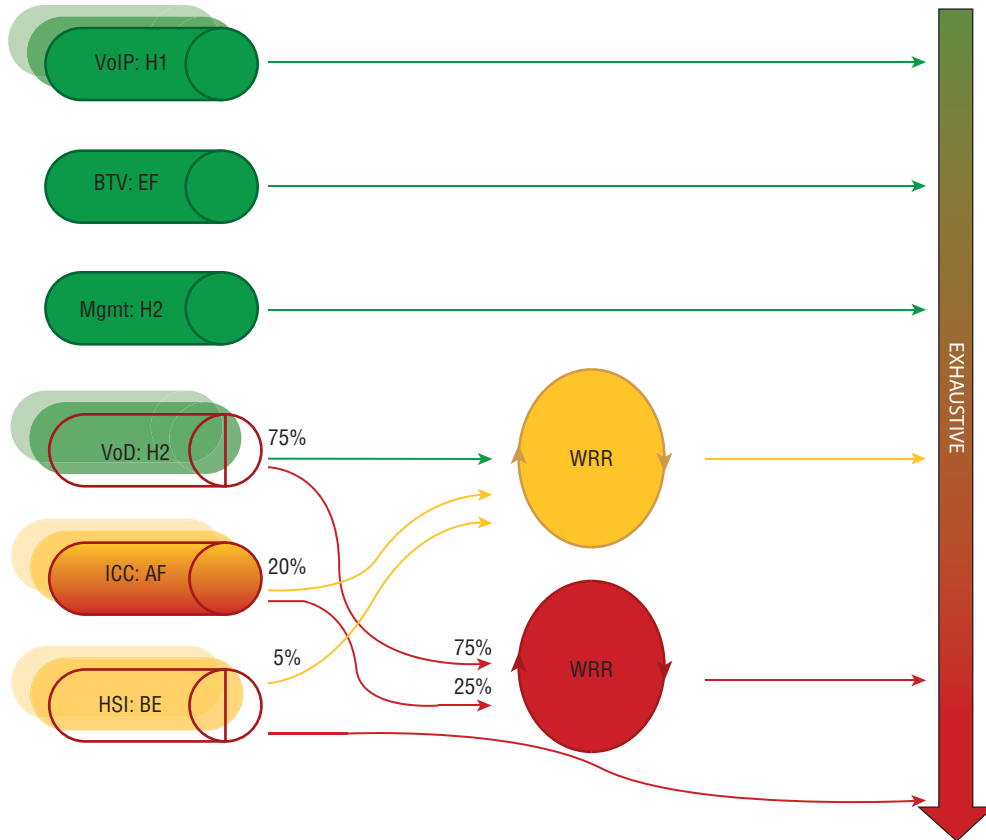 VoIP: H1
BTV: EF
Mgmt: H2
EXHAUSTIVE
VoD: H2
75%
WRR
ICC: AF
20%
HSI: BE
5%
75%
25%
WRR